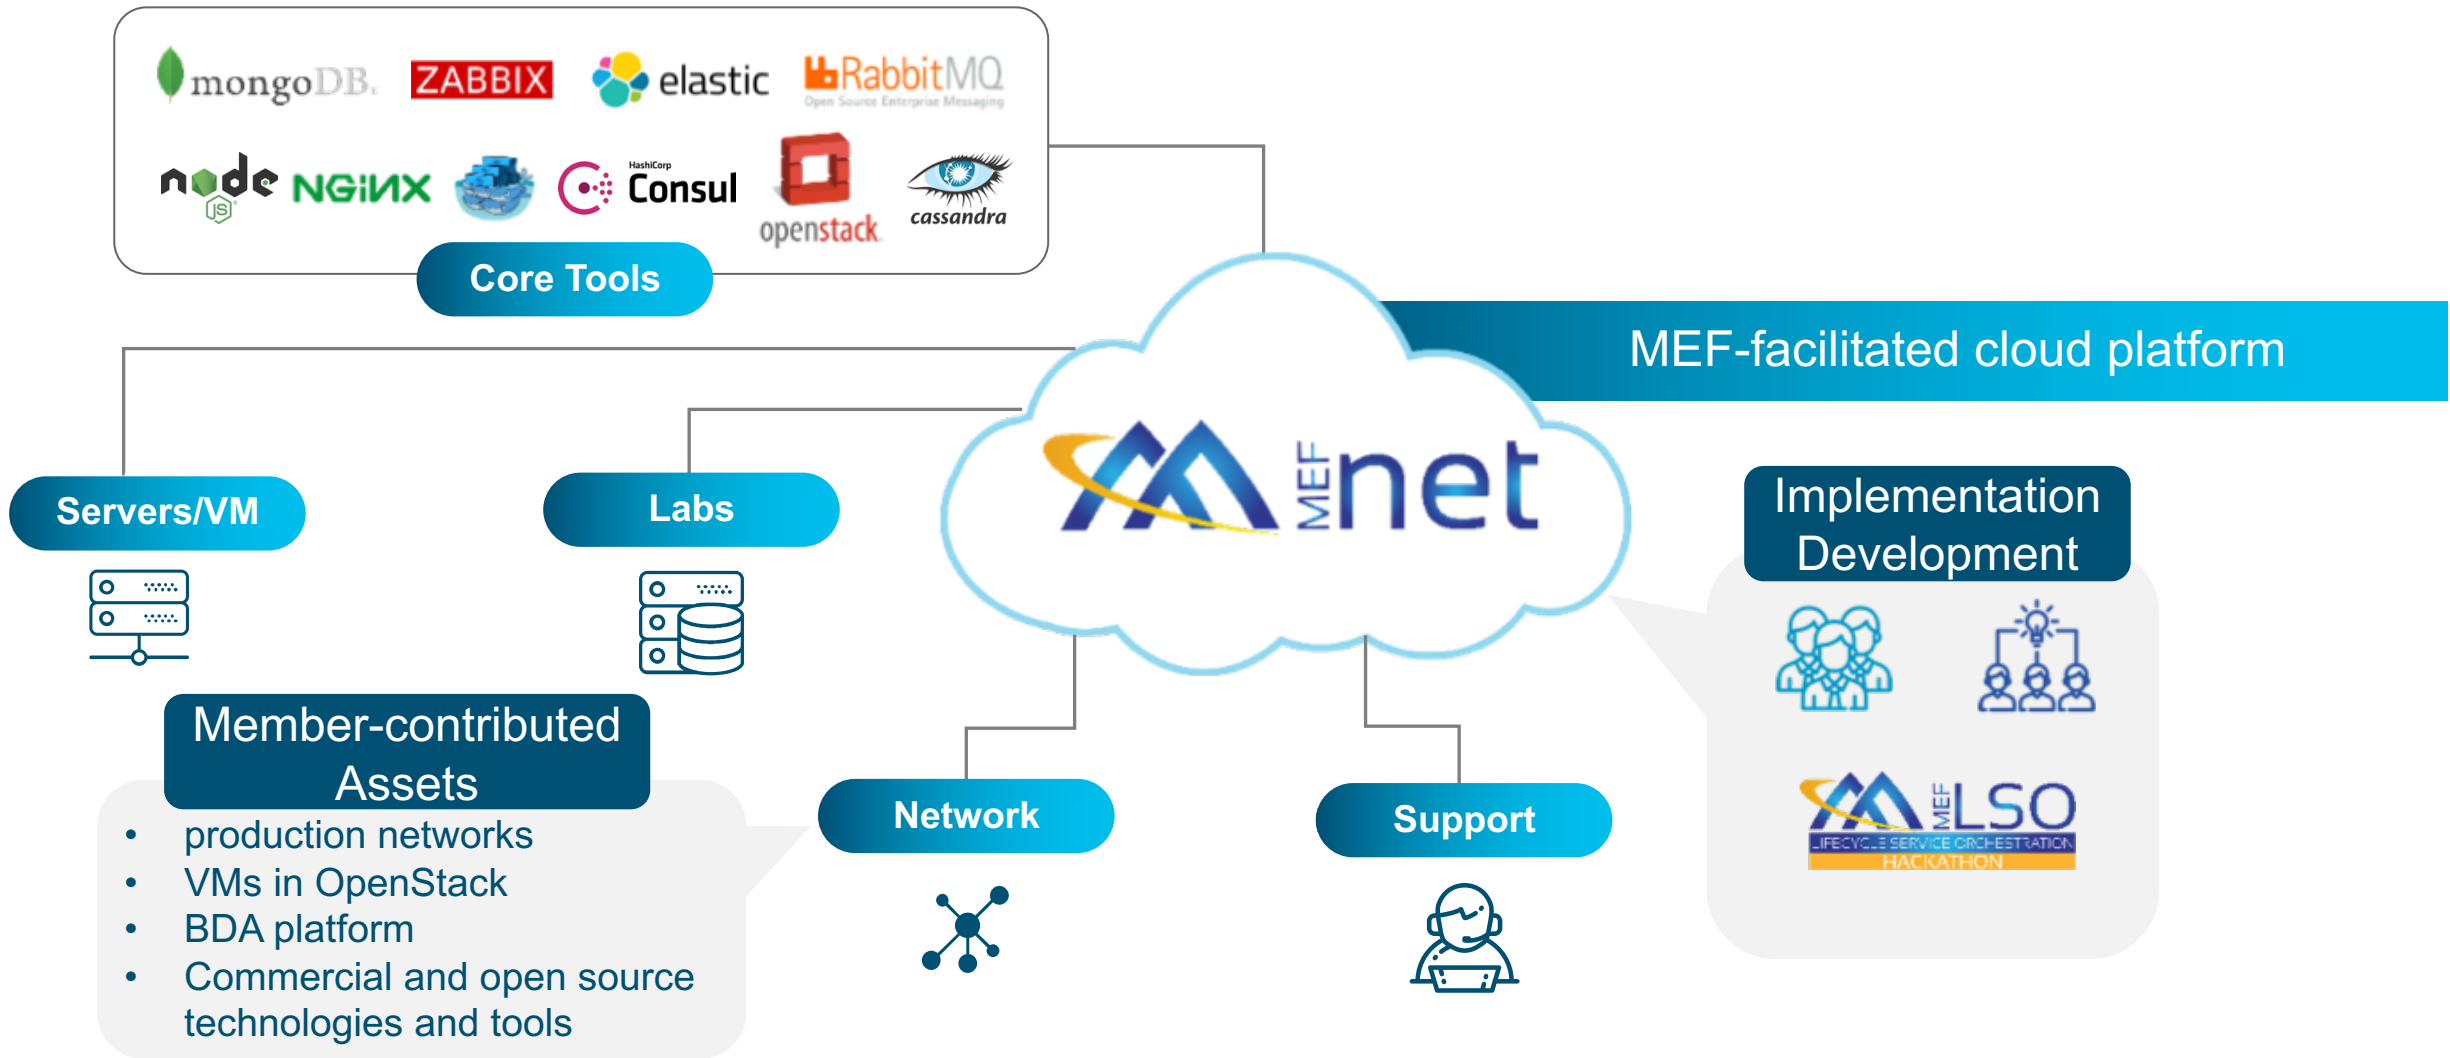 mongoDB.
ZABBIX
elastic
RabbitMQ
Open Source Enterprise Messaging
node
JS
NGINX
HashiCorp
Consul
openstack
cassandra
Core Tools
MEF-facilitated cloud platform
MEF net
Servers/VM
Labs
Implementation
Development
Member-contributed
Assets
• production networks
• VMs in OpenStack
• BDA platform
• Commercial and open source
technologies and tools
Network
Support
MEF LSO
LIFECYCLE SERVICE ORCHESTRATION
HACKATHON